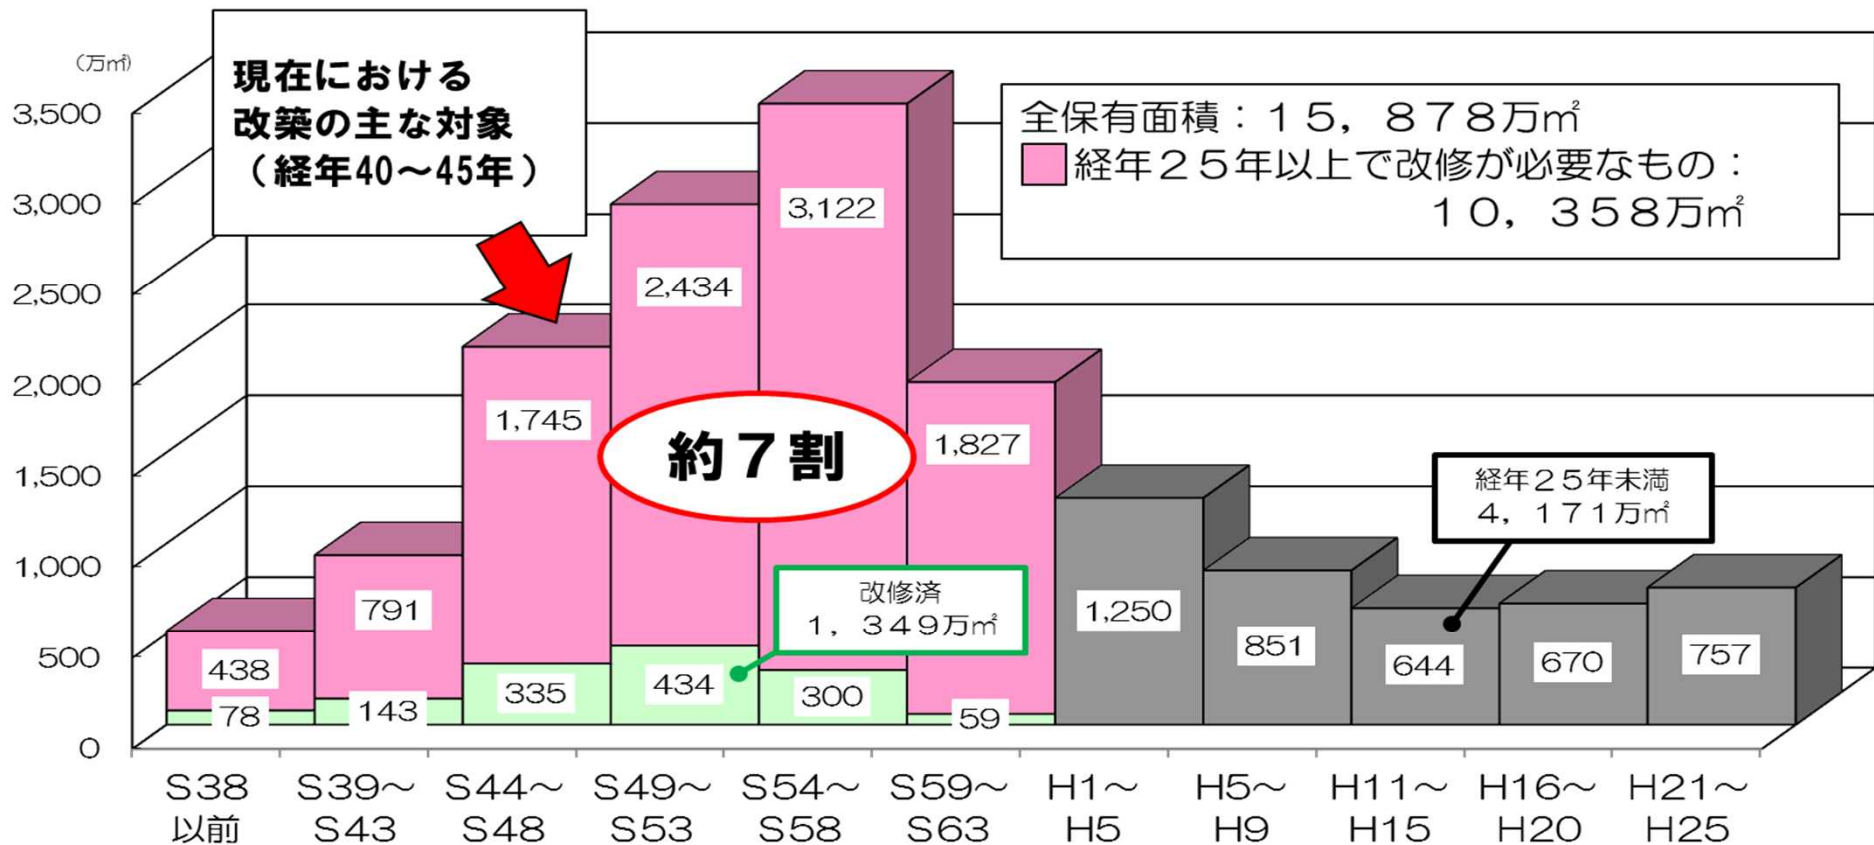 (万㎡)
現在における
改築の主な対象
（経年40～45年）
全保有面積：１５，８７８万㎡
経年２５年以上で改修が必要なもの：
１０，３５８万㎡
3,500
3,000
2,500
2,000
1,500
1,000
500
0
438
78
791
143
1,745
335
2,434
434
3,122
300
1,827
59
1,250
851
644
670
757
約７割
改修済
１，３４９万㎡
経年２５年未満
４，１７１万㎡
S38
以前
S39～
S43
S44～
S48
S49～
S53
S54～
S58
S59～
S63
H1～
H5
H5～
H9
H11～
H15
H16～
H20
H21～
H25